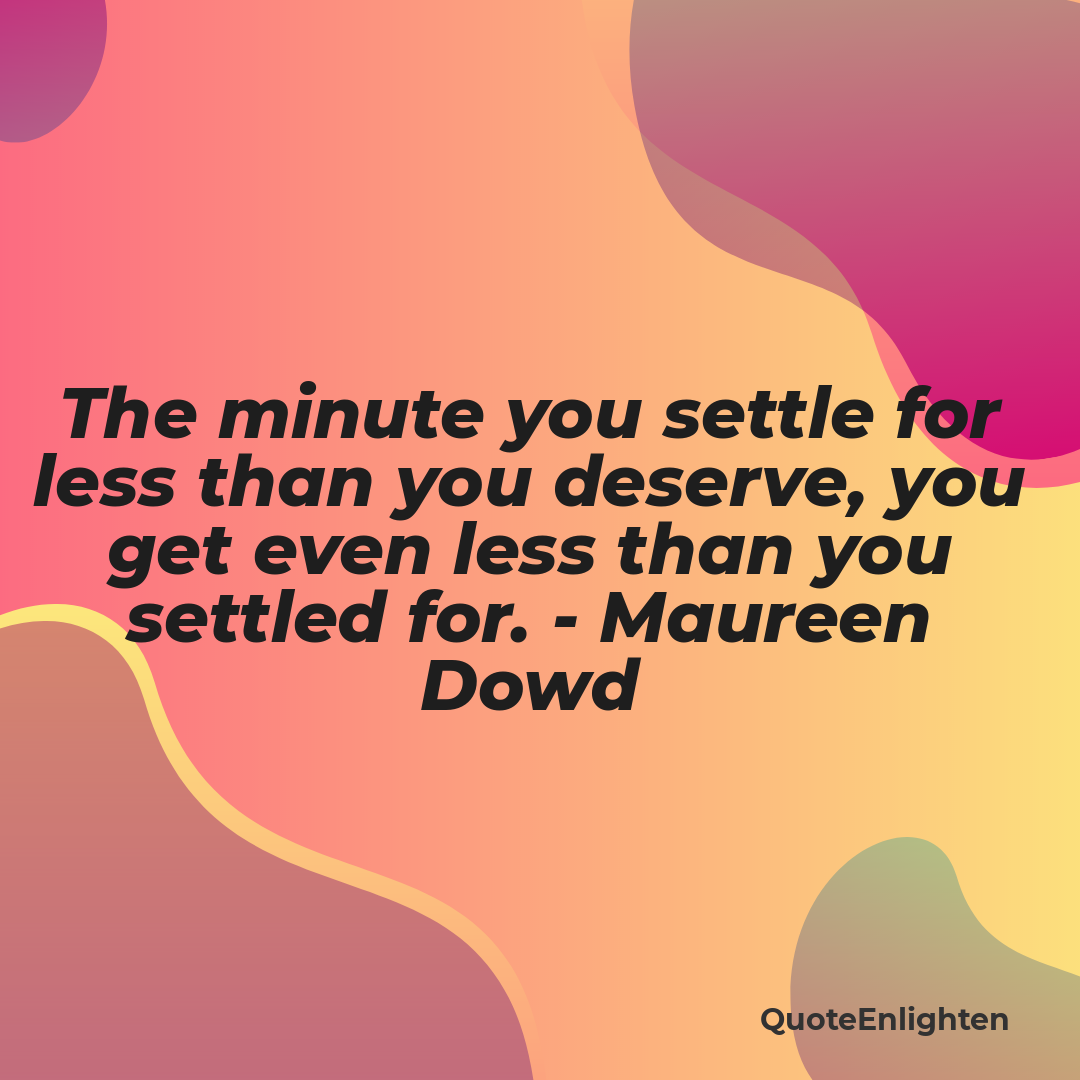 The minute you settle for
less than you deserve, you
get even less than you
settled for. - Maureen
Dowd
QuoteEnlighten